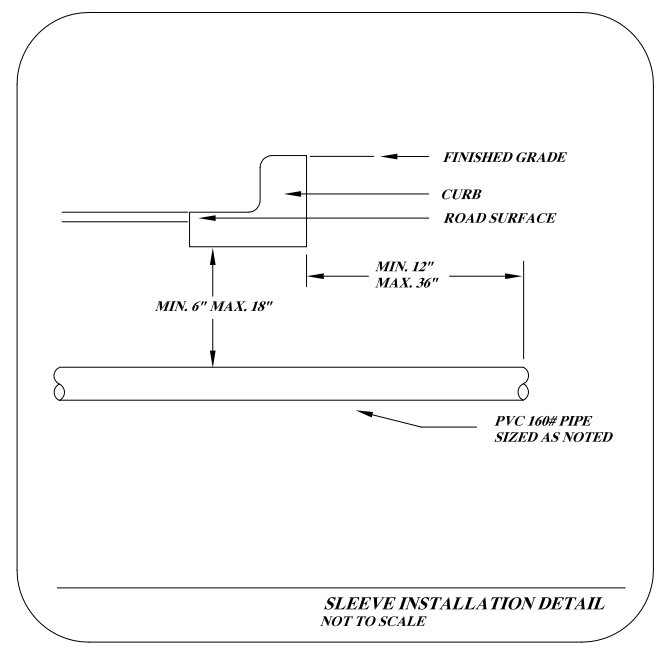 FINISHED GRADE
CURB
ROAD SURFACE
MIN. 12"
MAX. 36"
MIN. 6" MAX. 18"
PVC 160# PIPE
SIZED AS NOTED
SLEEVE INSTALLATION DETAIL
NOT TO SCALE